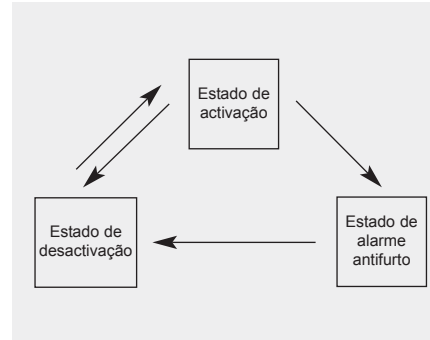 Estado de
activação
Estado de
desactivação
Estado de
alarme
antifurto